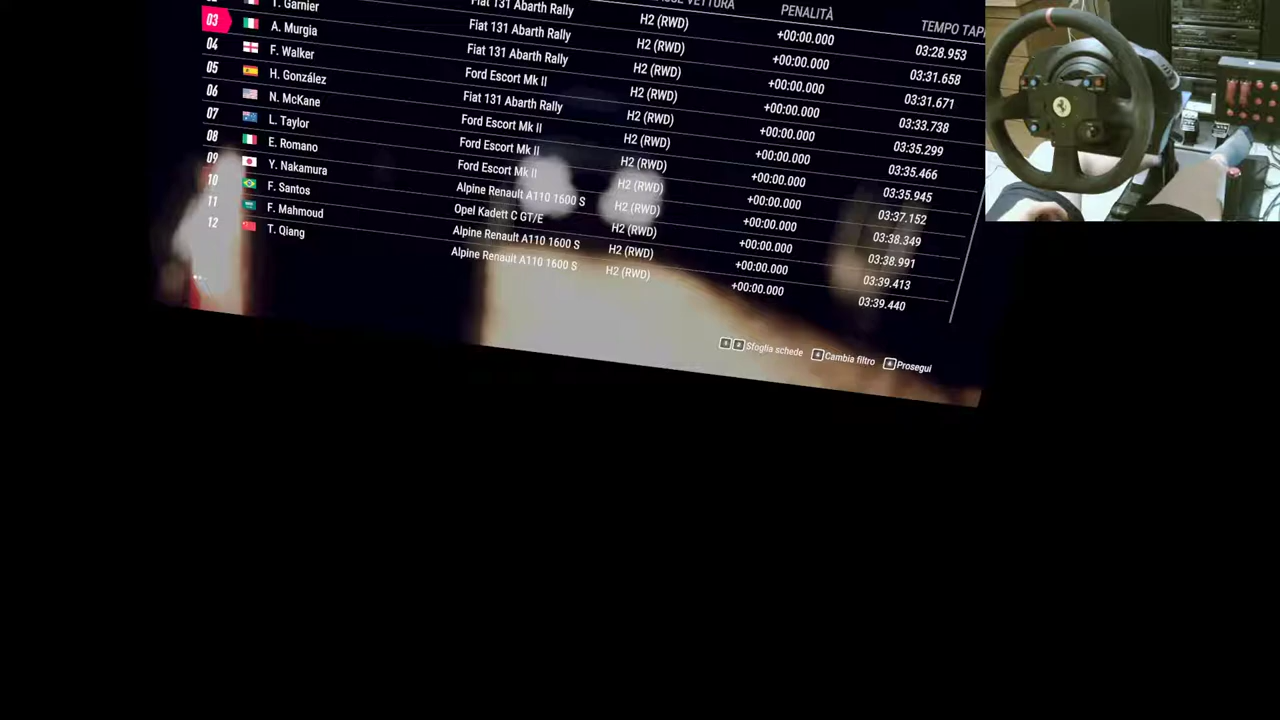 PENALITÀ
TEMPO
T. Garnier Fiat 131 Abarth Rally H2 (RWD) +00:00.000 03:28.953
03 A. Murgia Fiat 131 Abarth Rally H2 (RWD) +00:00.000 03:31.658
04 F. Walker Fiat 131 Abarth Rally H2 (RWD) +00:00.000 03:31.671
05 H. González Ford Escort Mk II H2 (RWD) +00:00.000 03:33.738
06 N. McKane Fiat 131 Abarth Rally H2 (RWD) +00:00.000 03:35.299
07 L. Taylor Ford Escort Mk II H2 (RWD) +00:00.000 03:35.466
08 E. Romano Ford Escort Mk II H2 (RWD) +00:00.000 03:35.945
09 Y. Nakamura Ford Escort Mk II H2 (RWD) +00:00.000 03:37.152
10 F. Santos Alpine Renault A110 1600 S H2 (RWD) +00:00.000 03:38.349
11 F. Mahmoud Opel Kadett C GT/E H2 (RWD) +00:00.000 03:38.991
12 T. Qiang Alpine Renault A110 1600 S H2 (RWD) +00:00.000 03:39.413
Alpine Renault A110 1600 S H2 (RWD) +00:00.000 03:39.440
Sfoglia schede Cambia filtro Prosegui